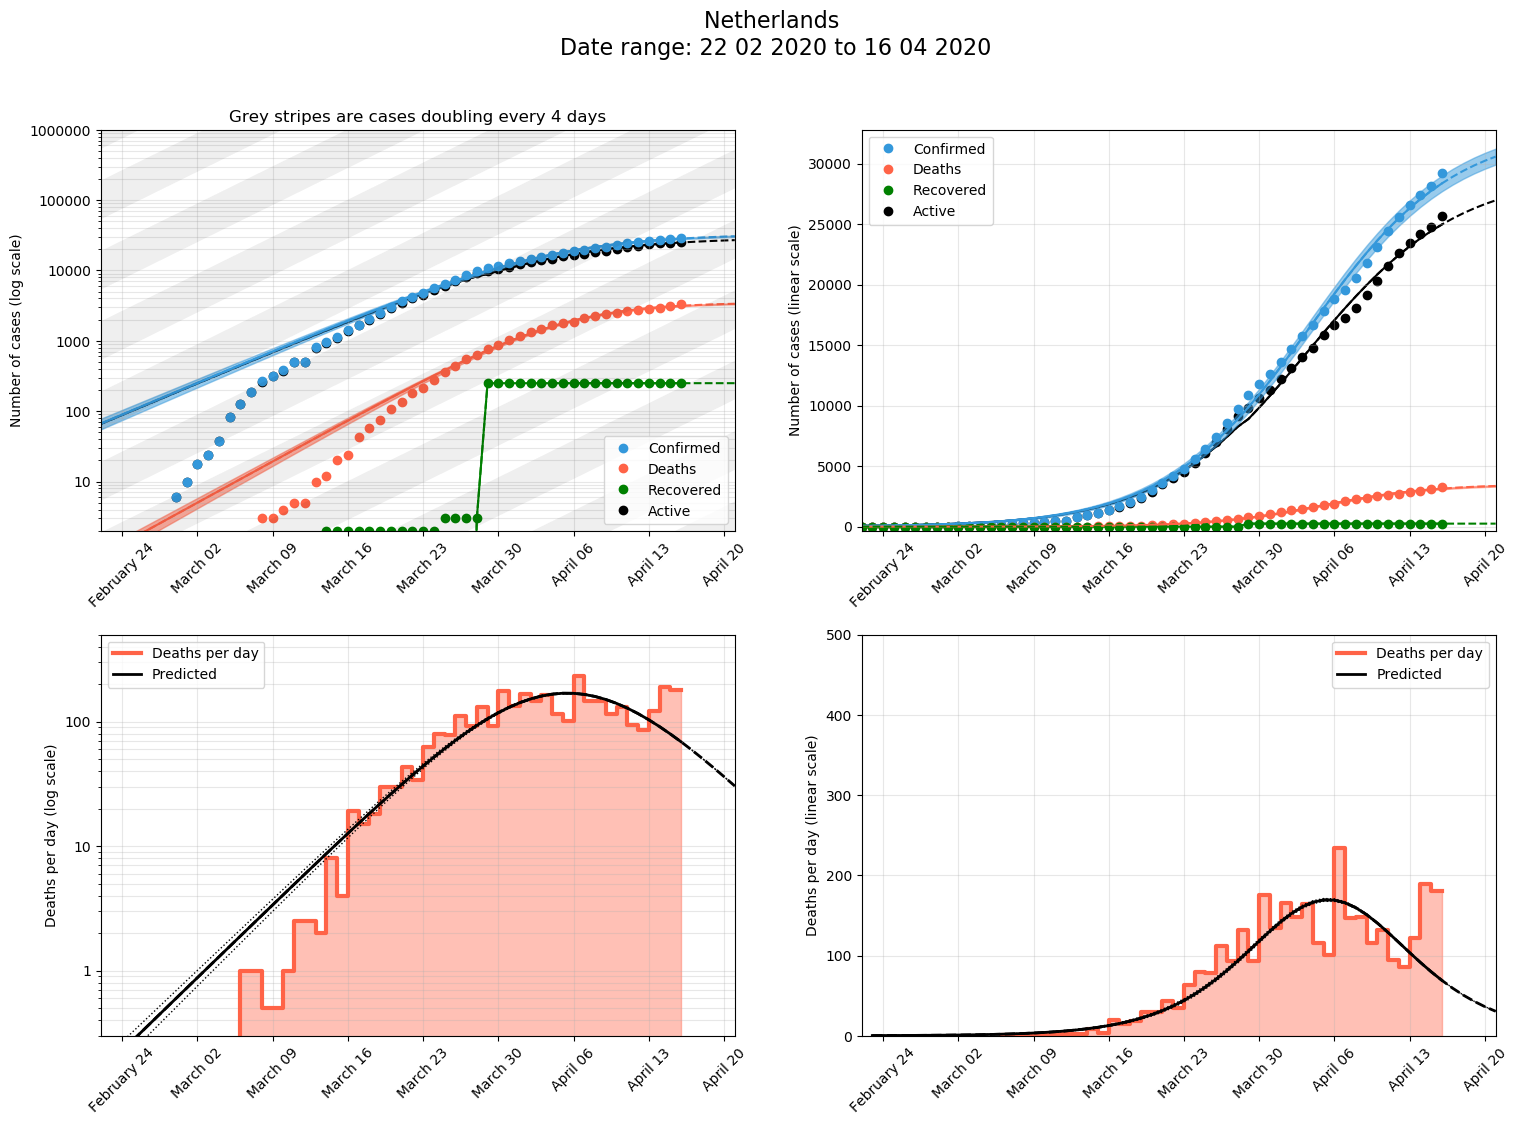 Netherlands
Date range: 22 02 2020 to 16 04 2020
Grey stripes are cases doubling every 4 days
Number of cases (log scale)
1000000
100000
10000
1000
100
10
Confirmed
Deaths
Recovered
Active
February 24
March 02
March 09
March 16
March 23
March 30
April 06
April 13
April 20
Number of cases (linear scale)
30000
25000
20000
15000
10000
5000
0
Confirmed
Deaths
Recovered
Active
February 24
March 02
March 09
March 16
March 23
March 30
April 06
April 13
April 20
Deaths per day (log scale)
100
10
1
Deaths per day
Predicted
February 24
March 02
March 09
March 16
March 23
March 30
April 06
April 13
April 20
Deaths per day (linear scale)
500
400
300
200
100
0
Deaths per day
Predicted
February 24
March 02
March 09
March 16
March 23
March 30
April 06
April 13
April 20